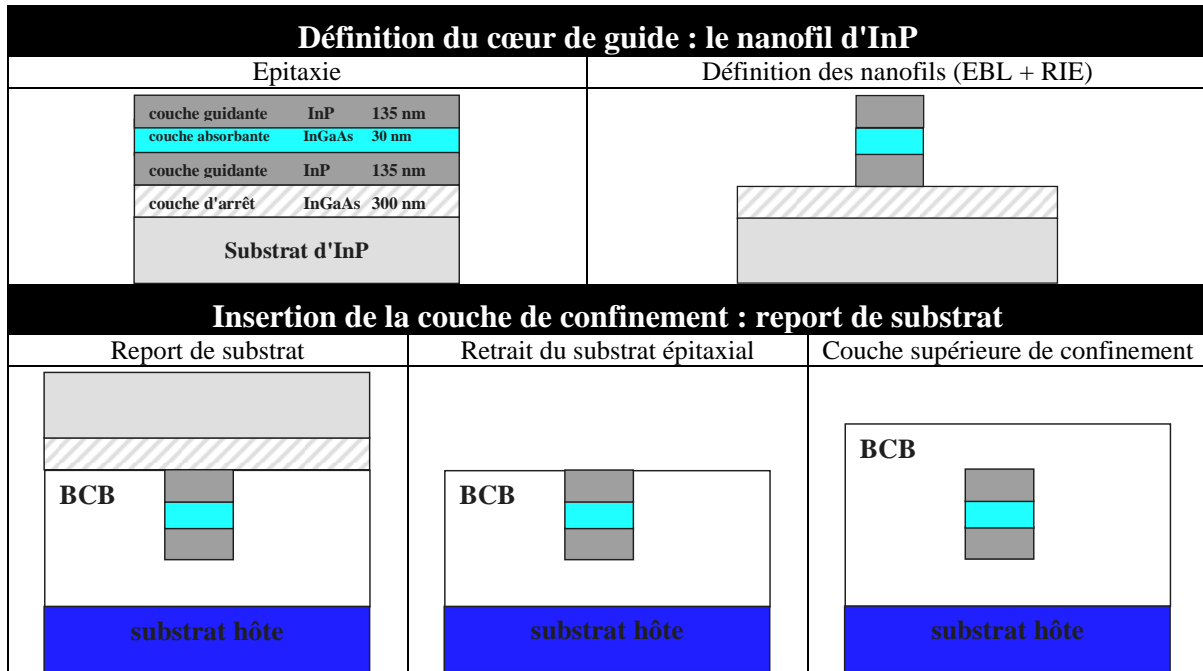 Définition du cœur de guide : le nanofil d'InP
Epitaxie
Définition des nanofils (EBL + RIE)
couche guidante InP 135 nm
couche absorbante InGaAs 30 nm
couche guidante InP 135 nm
couche d'arrêt InGaAs 300 nm
Substrat d'InP
Insertion de la couche de confinement : report de substrat
Report de substrat
Retrait du substrat épitaxial
Couche supérieure de confinement
BCB
substrat hôte
BCB
substrat hôte
BCB
substrat hôte